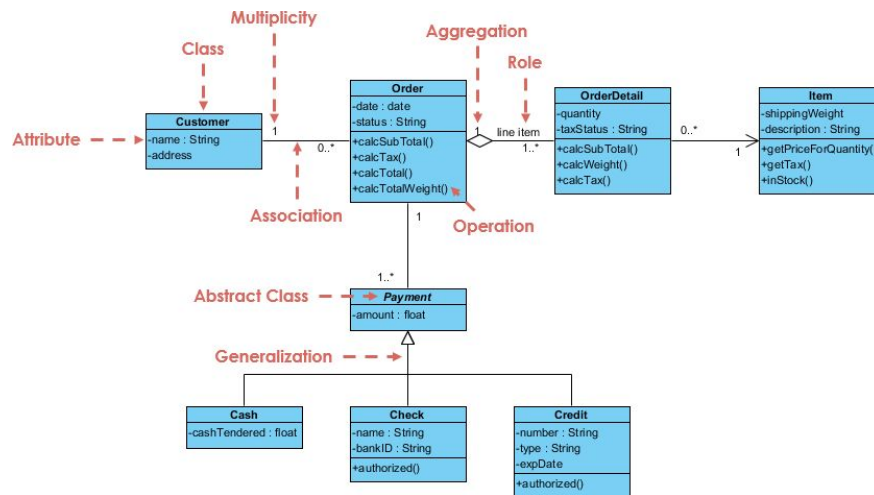 Multiplicity
Aggregation
Class
Role
Order
-date : date
-status : String
+calcSubTotal()
+calcTax()
+calcTotal()
+calcTotalWeight()
OrderDetail
-quantity
-taxStatus : String
+calcSubTotal()
+calcWeight()
+calcTax()
Item
-shippingWeight
-description : String
+getPriceForQuantity()
+getTax()
+inStock()
Attribute
Customer
-name : String
-address
1
0..*
1
line item
1..*
0..*
1
Association
Operation
1
1..*
Abstract Class
Payment
-amount : float
Generalization
Cash
-cashTendered : float
Check
-name : String
-bankID : String
+authorized()
Credit
-number : String
-type : String
-expDate
+authorized()